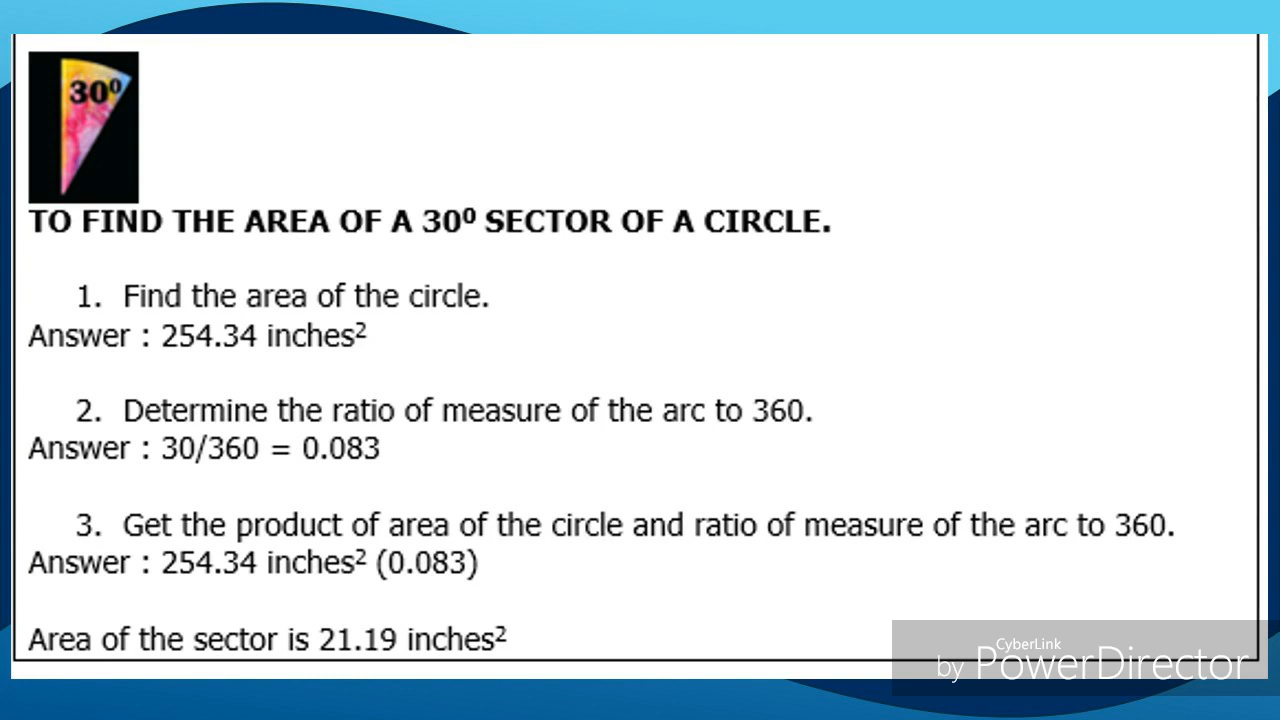 30⁰
TO FIND THE AREA OF A 30⁰ SECTOR OF A CIRCLE.
1. Find the area of the circle.
Answer : 254.34 inches²
2. Determine the ratio of measure of the arc to 360.
Answer : 30/360 = 0.083
3. Get the product of area of the circle and ratio of measure of the arc to 360.
Answer : 254.34 inches² (0.083)
Area of the sector is 21.19 inches²
CyberLink
by PowerDirector